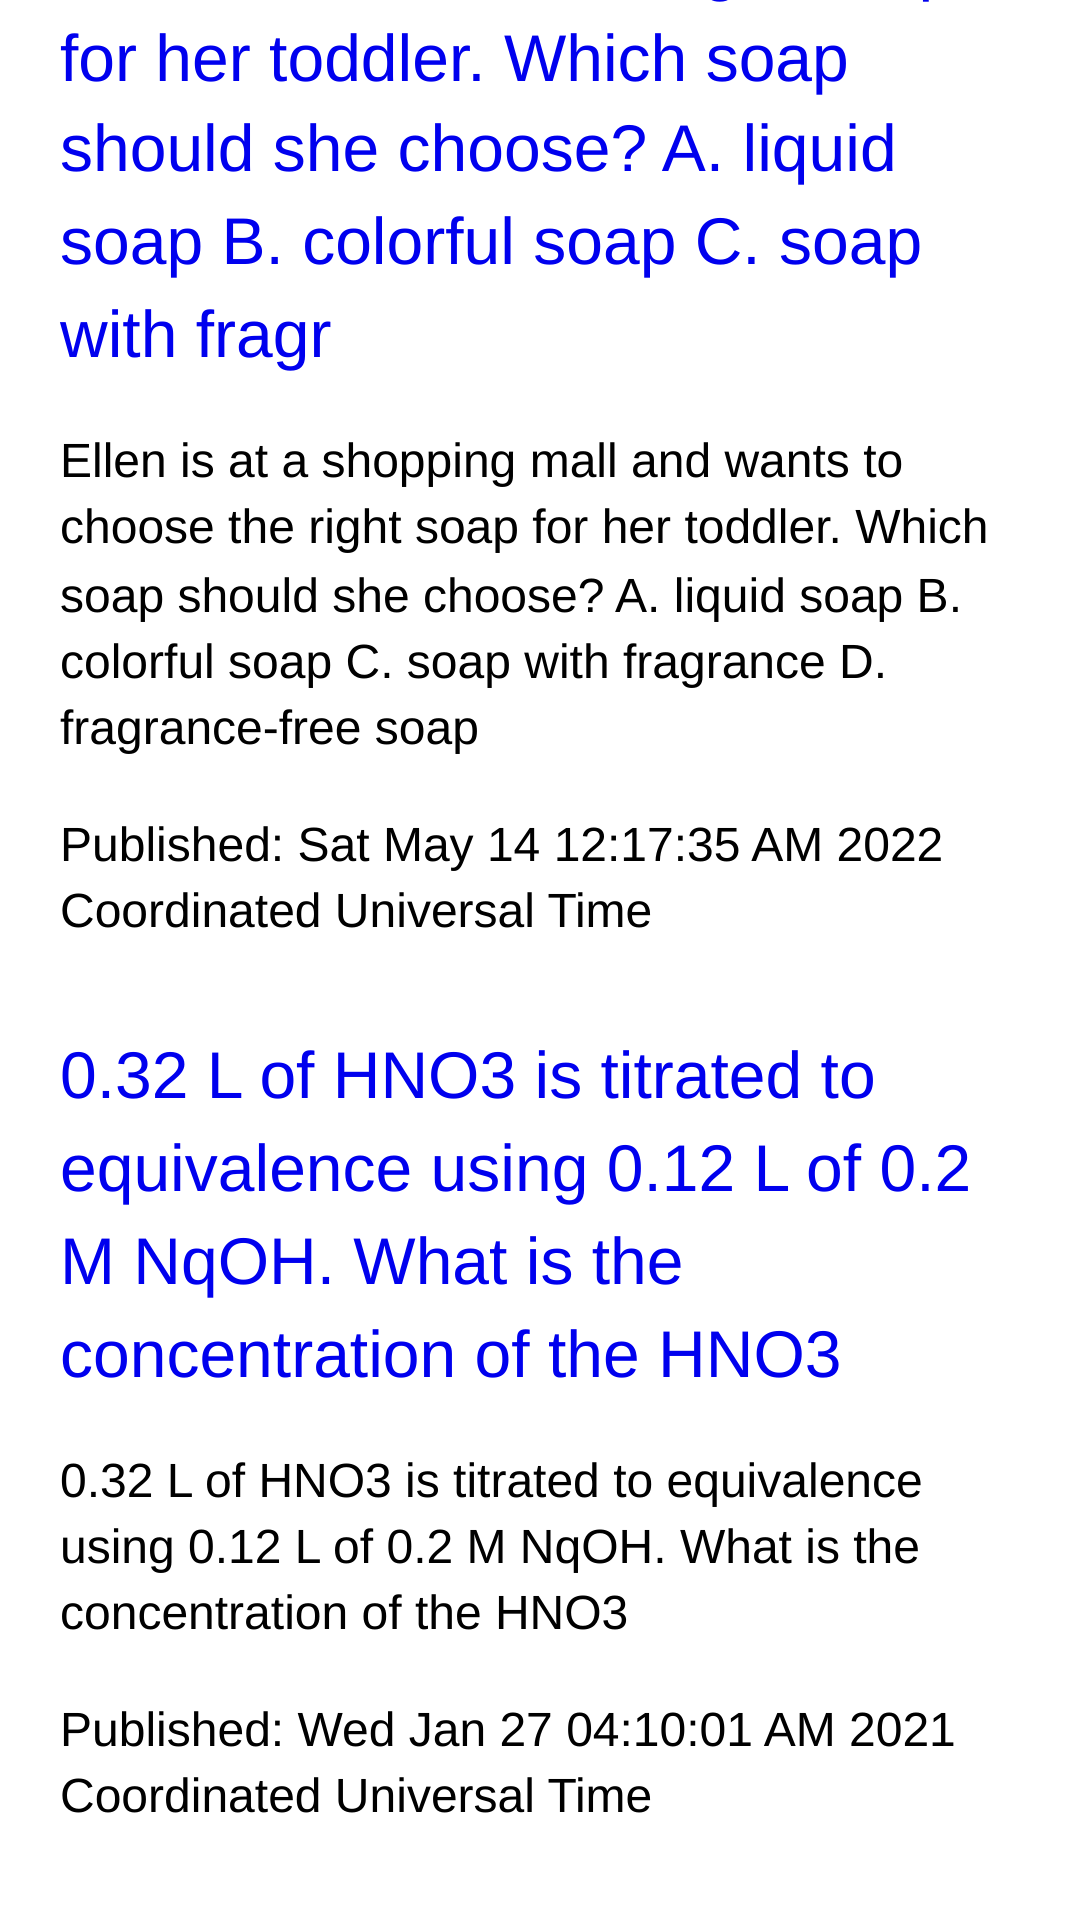 for her toddler. Which soap
should she choose? A. liquid
soap B. colorful soap C. soap
with fragr
Ellen is at a shopping mall and wants to
choose the right soap for her toddler. Which
soap should she choose? A. liquid soap B.
colorful soap C. soap with fragrance D.
fragrance-free soap
Published: Sat May 14 12:17:35 AM 2022
Coordinated Universal Time
0.32 L of HNO3 is titrated to
equivalence using 0.12 L of 0.2
M NqOH. What is the
concentration of the HNO3
0.32 L of HNO3 is titrated to equivalence
using 0.12 L of 0.2 M NqOH. What is the
concentration of the HNO3
Published: Wed Jan 27 04:10:01 AM 2021
Coordinated Universal Time